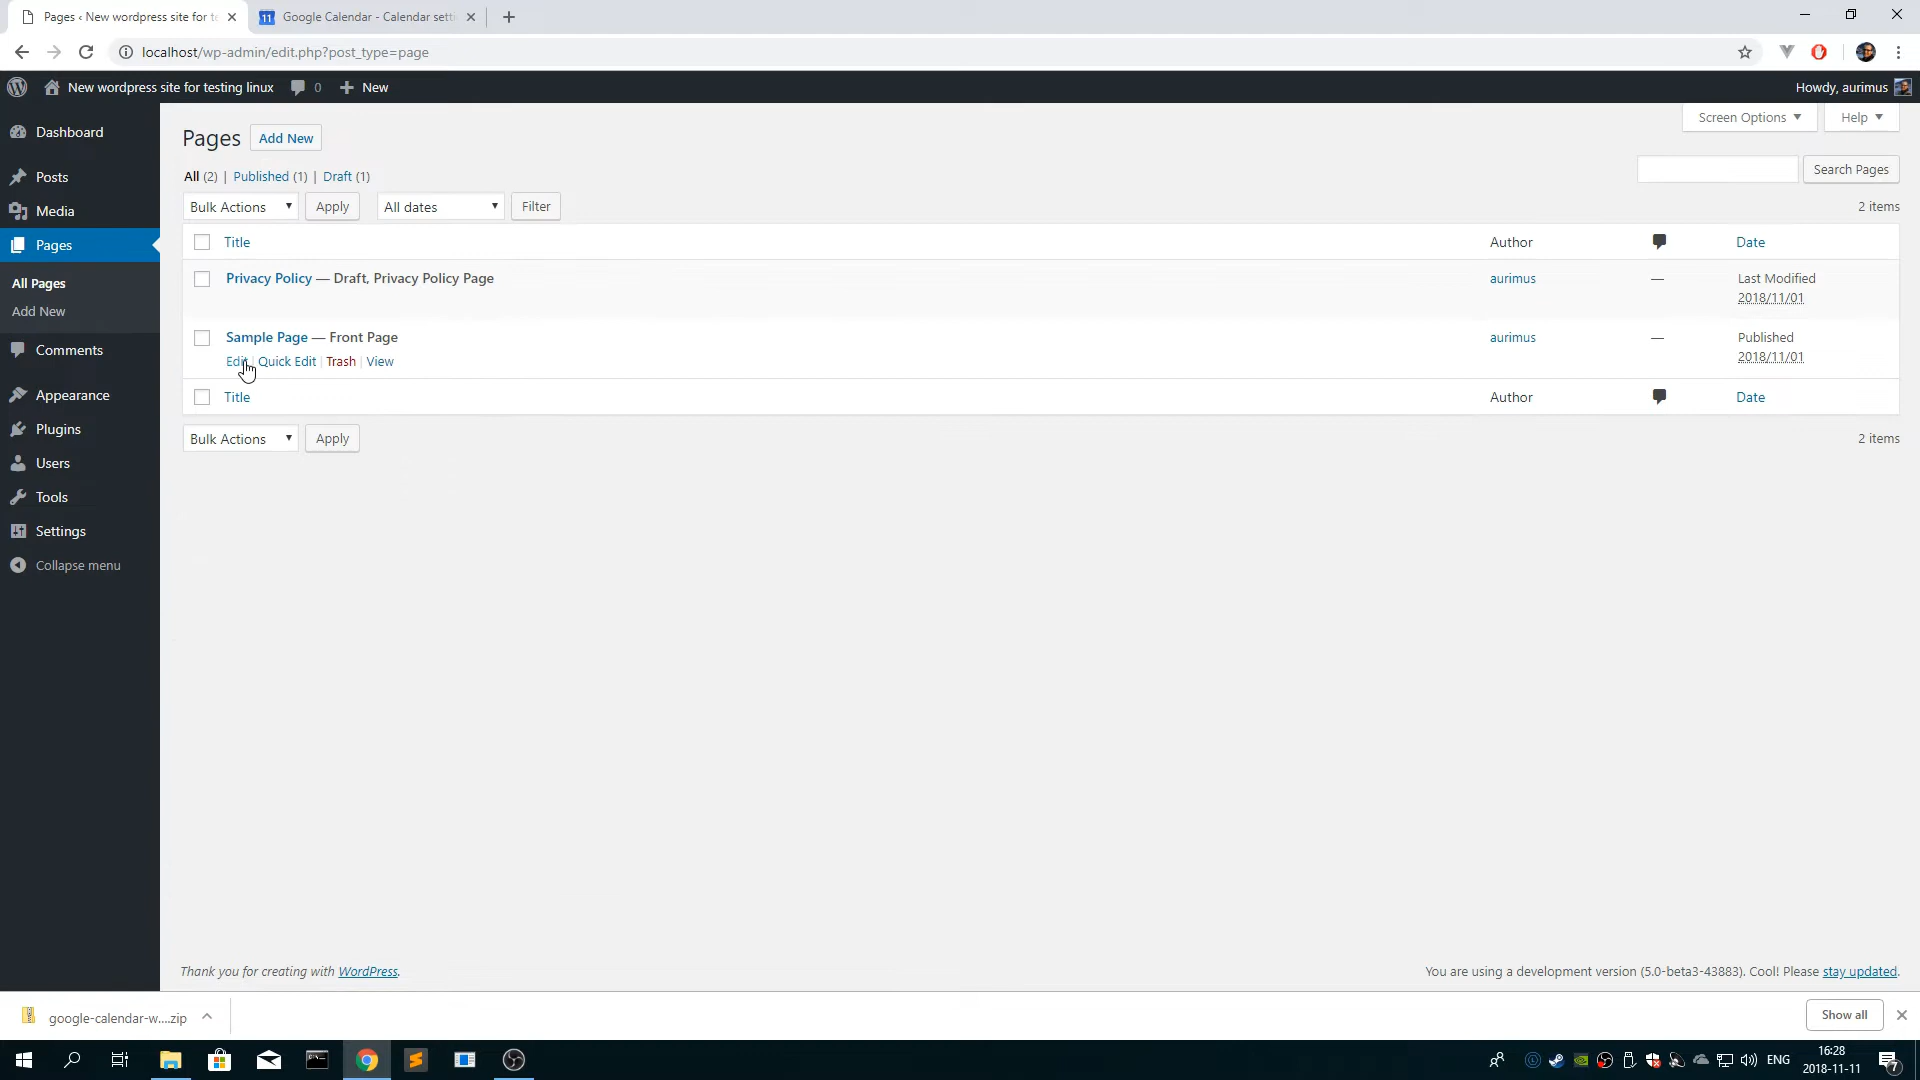 Pages ‹ New wordpress site for te
Google Calendar - Calendar setti
localhost/wp-admin/edit.php?post_type=page
New wordpress site for testing linux 0 New
Howdy, aurimus
Dashboard
Posts
Media
Pages
All Pages
Add New
Comments
Appearance
Plugins
Users
Tools
Settings
Collapse menu
Screen Options
Help
Pages Add New
All (2) | Published (1) | Draft (1)
Search Pages
Bulk Actions Apply All dates Filter 2 items
Title Author Date
Privacy Policy — Draft, Privacy Policy Page aurimus — Last Modified
2018/11/01
Sample Page — Front Page aurimus — Published
Edit | Quick Edit | Trash | View 2018/11/01
Title Author Date
Bulk Actions Apply 2 items
Thank you for creating with WordPress.
You are using a development version (5.0-beta3-43883). Cool! Please stay updated.
google-calendar-w....zip
Show all
ENG
16:28
2018-11-11
7